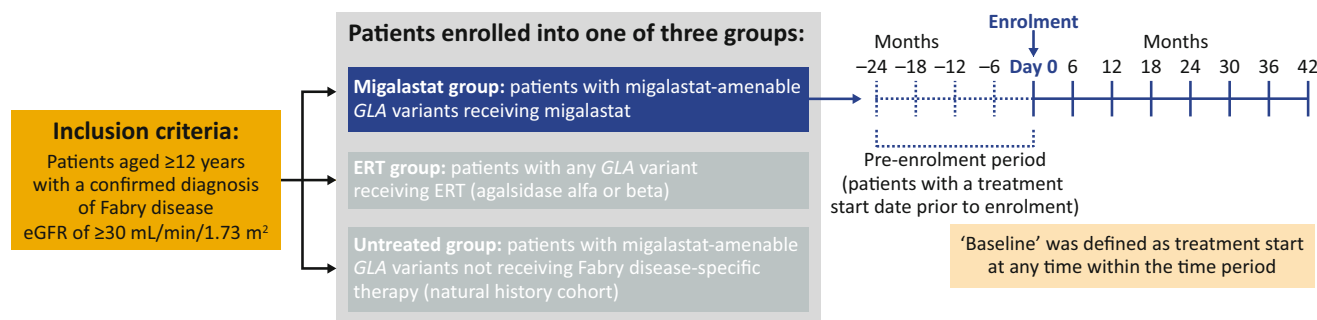 Inclusion criteria:
Patients aged ≥12 years
with a confirmed diagnosis
of Fabry disease
eGFR of ≥30 mL/min/1.73 m²
Patients enrolled into one of three groups:
Migalastat group: patients with migalastat-amenable
GLA variants receiving migalastat
ERT group: patients with any GLA variant
receiving ERT (agalsidase alfa or beta)
Untreated group: patients with migalastat-amenable
GLA variants not receiving Fabry disease-specific
therapy (natural history cohort)
Enrolment
Months Months
–24 –18 –12 –6 Day 0 6 12 18 24 30 36 42
Pre-enrolment period
(patients with a treatment
start date prior to enrolment)
‘Baseline’ was defined as treatment start
at any time within the time period